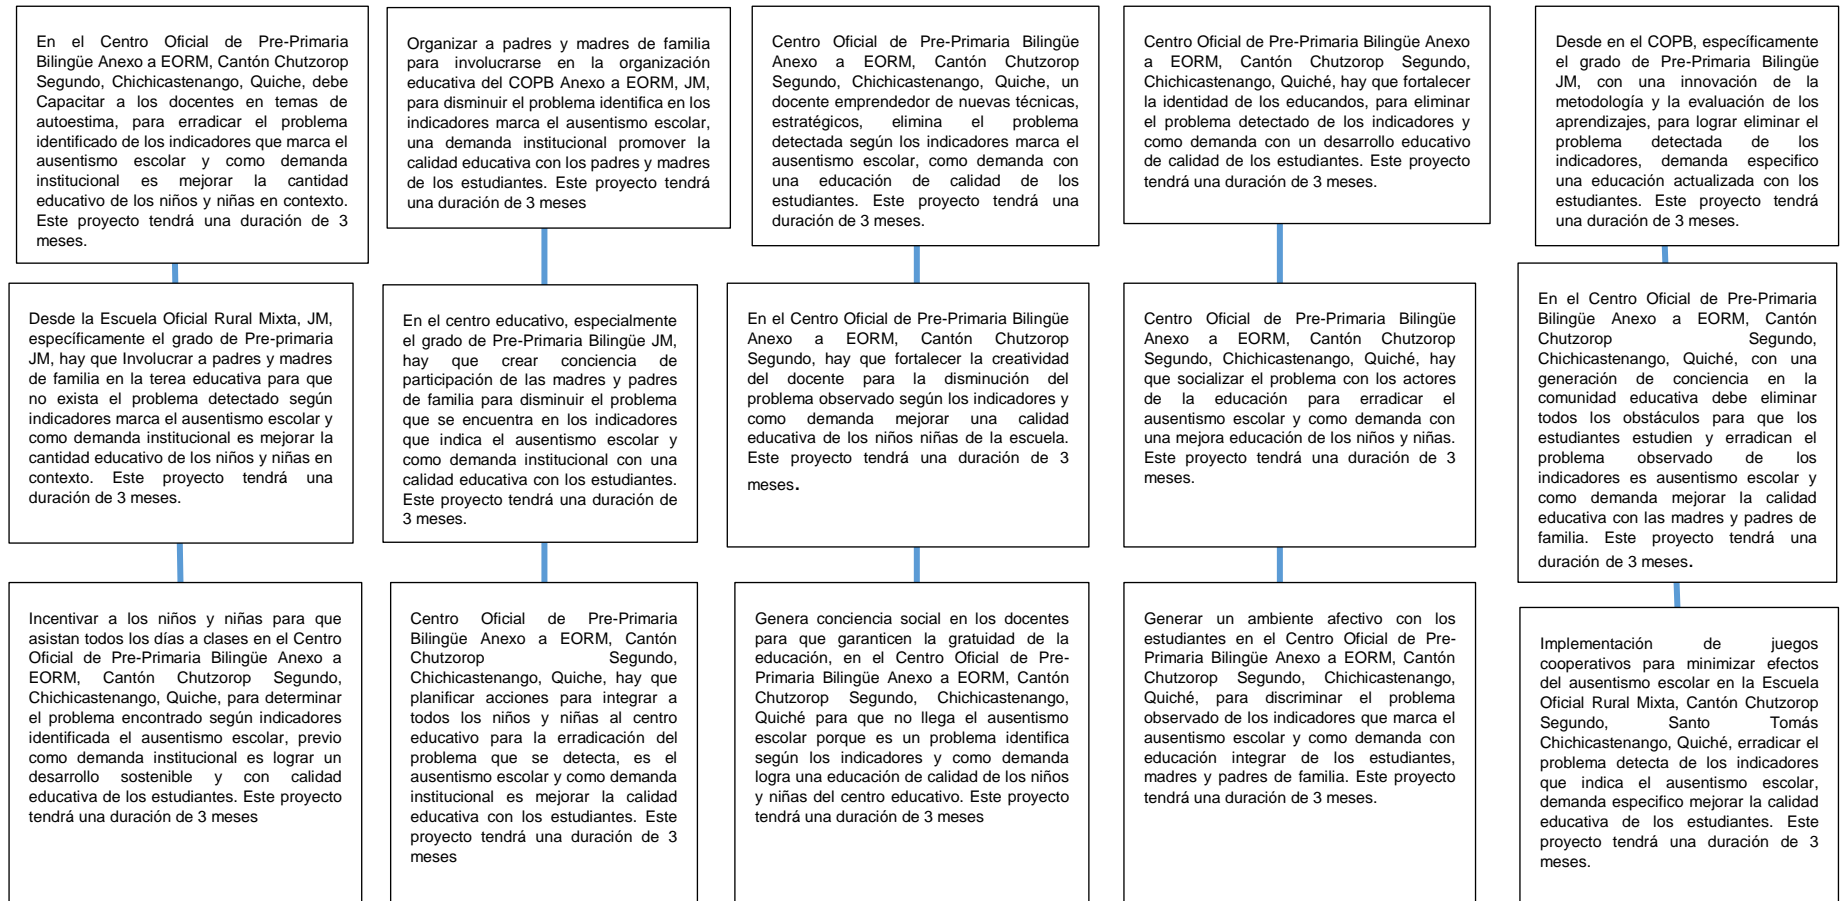 En el Centro Oficial de Pre-Primaria
Bilingüe Anexo a EORM, Cantón Chutzorop
Segundo, Chichicastenango, Quiche, debe
Capacitar a los docentes en temas de
autoestima, para erradicar el problema
identificado de los indicadores que marca el
ausentismo escolar y como demanda
institucional es mejorar la cantidad
educativo de los niños y niñas en contexto.
Este proyecto tendrá una duración de 3
meses.
Organizar a padres y madres de familia
para involucrarse en la organización
educativa del COPB Anexo a EORM, JM,
para disminuir el problema identifica en los
indicadores marca el ausentismo escolar,
una demanda institucional promover la
calidad educativa con los padres y madres
de los estudiantes. Este proyecto tendrá
una duración de 3 meses
Centro Oficial de Pre-Primaria Bilingüe
Anexo a EORM, Cantón Chutzorop
Segundo, Chichicastenango, Quiche, un
docente emprendedor de nuevas técnicas,
estratégicos, elimina el problema
detectada según los indicadores marca el
ausentismo escolar, como demanda con
una educación de calidad de los
estudiantes. Este proyecto tendrá una
duración de 3 meses.
Centro Oficial de Pre-Primaria Bilingüe Anexo
a EORM, Cantón Chutzorop Segundo,
Chichicastenango, Quiché, hay que fortalecer
la identidad de los educandos, para eliminar
el problema detectado de los indicadores y
como demanda con un desarrollo educativo
de calidad de los estudiantes. Este proyecto
tendrá una duración de 3 meses.
Desde en el COPB, específicamente
el grado de Pre-Primaria Bilingüe
JM, con una innovación de la
metodología y la evaluación de los
aprendizajes, para lograr eliminar el
problema detectada de los
indicadores, demanda especifico
una educación actualizada con los
estudiantes. Este proyecto tendrá
una duración de 3 meses.
Desde la Escuela Oficial Rural Mixta, JM,
específicamente el grado de Pre-primaria
JM, hay que Involucrar a padres y madres
de familia en la terea educativa para que
no exista el problema detectado según
indicadores marca el ausentismo escolar y
como demanda institucional es mejorar la
cantidad educativo de los niños y niñas en
contexto. Este proyecto tendrá una
duración de 3 meses.
En el centro educativo, especialmente
el grado de Pre-Primaria Bilingüe JM,
hay que crear conciencia de
participación de las madres y padres
de familia para disminuir el problema
que se encuentra en los indicadores
que indica el ausentismo escolar y
como demanda institucional con una
calidad educativa con los estudiantes.
Este proyecto tendrá una duración de
3 meses.
En el Centro Oficial de Pre-Primaria Bilingüe
Anexo a EORM, Cantón Chutzorop
Segundo, hay que fortalecer la creatividad
del docente para la disminución del
problema observado según los indicadores y
como demanda mejorar una calidad
educativa de los niños niñas de la escuela.
Este proyecto tendrá una duración de 3
meses.
Centro Oficial de Pre-Primaria Bilingüe
Anexo a EORM, Cantón Chutzorop
Segundo, Chichicastenango, Quiché, hay
que socializar el problema con los actores
de la educación para erradicar el
ausentismo escolar y como demanda con
una mejora educación de los niños y niñas.
Este proyecto tendrá una duración de 3
meses.
En el Centro Oficial de Pre-Primaria
Bilingüe Anexo a EORM, Cantón
Chutzorop Segundo,
Chichicastenango, Quiché, con una
generación de conciencia en la
comunidad educativa debe eliminar
todos los obstáculos para que los
estudiantes estudien y erradican el
problema observado de los
indicadores es ausentismo escolar y
como demanda mejorar la calidad
educativa con las madres y padres de
familia. Este proyecto tendrá una
duración de 3 meses.
Incentivar a los niños y niñas para que
asistan todos los días a clases en el Centro
Oficial de Pre-Primaria Bilingüe Anexo a
EORM, Cantón Chutzorop Segundo,
Chichicastenango, Quiche, para determinar
el problema encontrado según indicadores
identificada el ausentismo escolar, previo
como demanda institucional es lograr un
desarrollo sostenible y con calidad
educativa de los estudiantes. Este proyecto
tendrá una duración de 3 meses
Centro Oficial de Pre-Primaria
Bilingüe Anexo a EORM, Cantón
Chutzorop Segundo,
Chichicastenango, Quiche, hay que
planificar acciones para integrar a
todos los niños y niñas al centro
educativo para la erradicación del
problema que se detecta, es el
ausentismo escolar y como demanda
institucional es mejorar la calidad
educativa con los estudiantes. Este
proyecto tendrá una duración de 3
meses
Genera conciencia social en los docentes
para que garanticen la gratuidad de la
educación, en el Centro Oficial de Pre-
Primaria Bilingüe Anexo a EORM, Cantón
Chutzorop Segundo, Chichicastenango,
Quiché para que no llega el ausentismo
escolar porque es un problema identifica
según los indicadores y como demanda
logra una educación de calidad de los niños
y niñas del centro educativo. Este proyecto
tendrá una duración de 3 meses
Generar un ambiente afectivo con los
estudiantes en el Centro Oficial de Pre-
Primaria Bilingüe Anexo a EORM, Cantón
Chutzorop Segundo, Chichicastenango,
Quiché, para discriminar el problema
observado de los indicadores que marca el
ausentismo escolar y como demanda con
educación integrar de los estudiantes,
madres y padres de familia. Este proyecto
tendrá una duración de 3 meses.
Implementación de juegos
cooperativos para minimizar efectos
del ausentismo escolar en la Escuela
Oficial Rural Mixta, Cantón Chutzorop
Segundo, Santo Tomás
Chichicastenango, Quiché, erradicar el
problema detecta de los indicadores
que indica el ausentismo escolar,
demanda especifico mejorar la calidad
educativa de los estudiantes. Este
proyecto tendrá una duración de 3
meses.